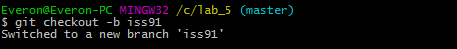 Everon@Everon-PC MINGW32 /c/lab_5 (master)
$ git checkout -b iss91
Switched to a new branch 'iss91'